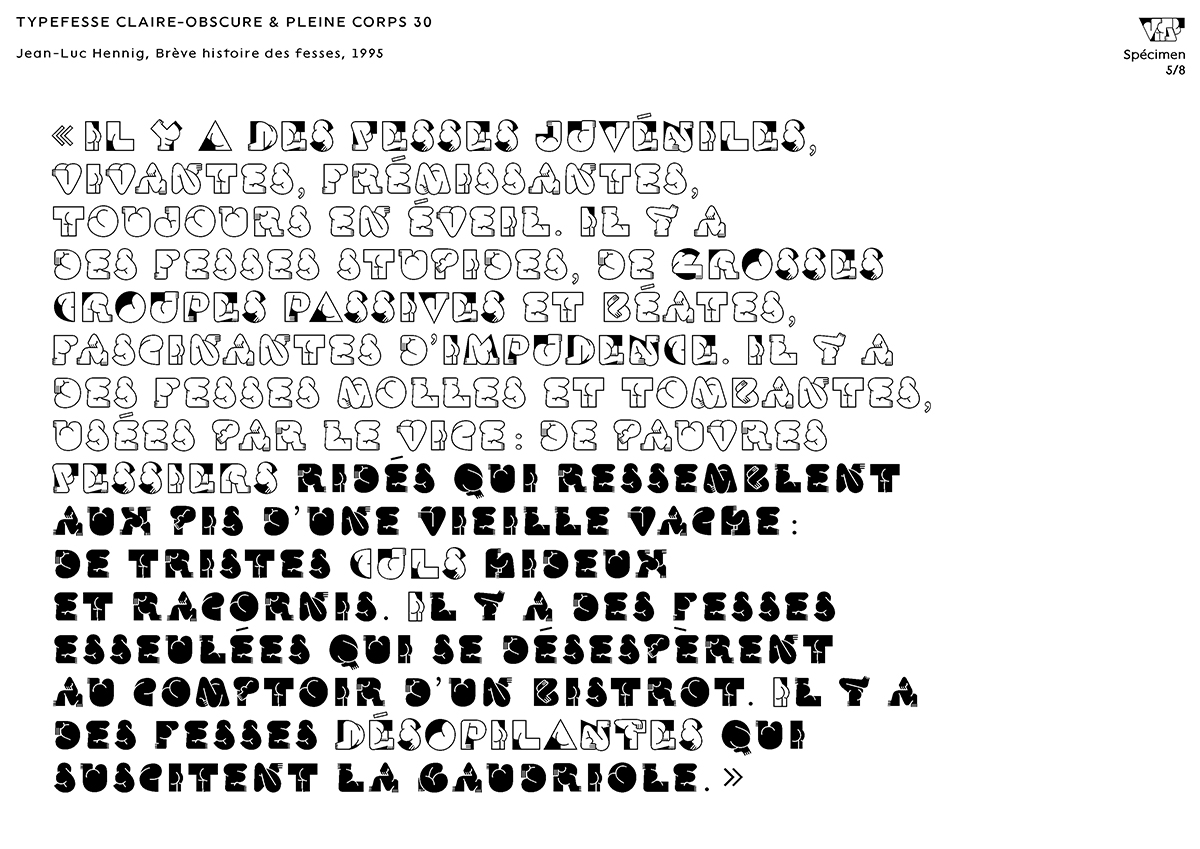 TYPEFESSE CLAIRE-OBSCURE & PLEINE CORPS 30
Jean-Luc Hennig, Brève histoire des fesses, 1995
VTP
Spécimen
5/8
« IL Y A DES FESSES JUVÉNILES,
VIVANTES, FRÉMISSANTES,
TOUJOURS EN ÉVEIL. IL Y A
DES FESSES STUPIDES, DE GROSSES
CROUPES PASSIVES ET BÉATES,
FASCINANTES D'IMPUDENCE. IL Y A
DES FESSES MOLLES ET TOMBANTES,
USÉES PAR LE VICE : DE PAUVRES
FESSIERS RIDÉS QUI RESSEMBLENT
AUX PIS D'UNE VIEILLE VACHE :
DE TRISTES CULS HIDEUX
ET RACORNIS. IL Y A DES FESSES
ESSEULÉES QUI SE DÉSESPÈRENT
AU COMPTOIR D'UN BISTROT. IL Y A
DES FESSES DÉSOPILANTES QUI
SUSCITENT LA GAUDRIOLE. »